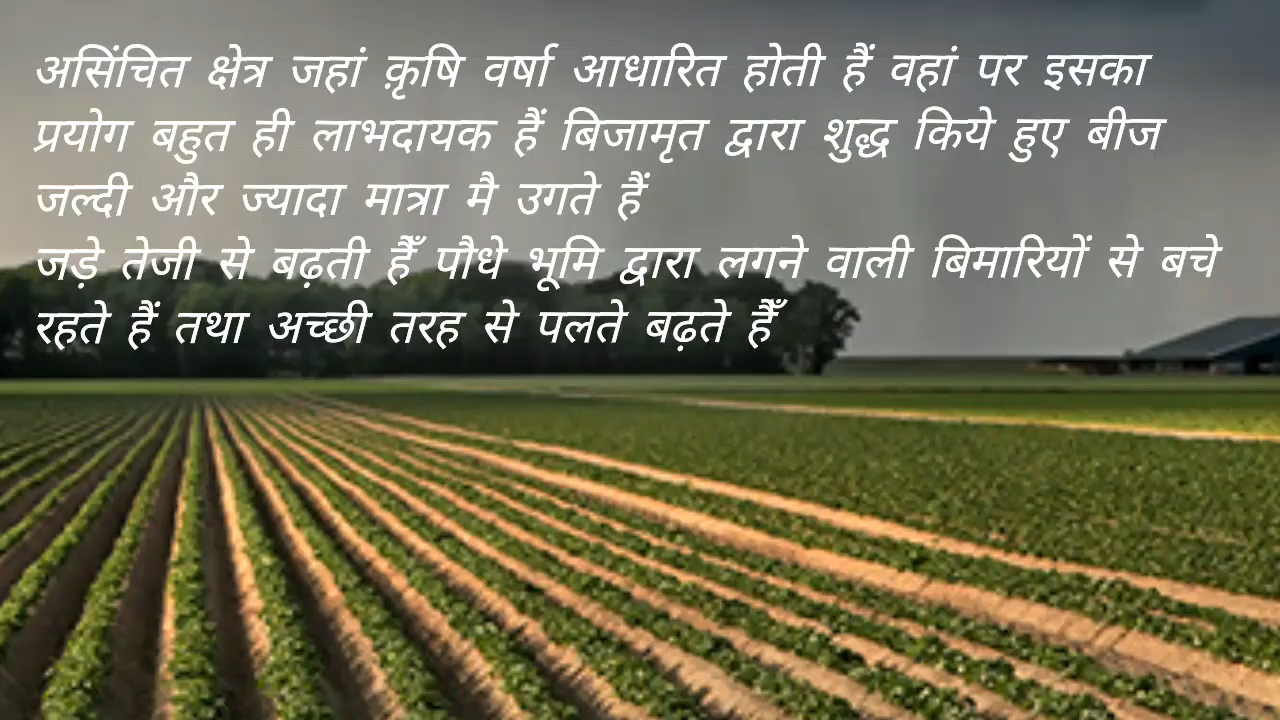 असिंचित क्षेत्र जहां क़ृषि वर्षा आधारित होती हैं वहां पर इसका
प्रयोग बहुत ही लाभदायक हैं बिजामृत द्वारा शुद्ध किये हुए बीज
जल्दी और ज्यादा मात्रा मै उगते हैं
जड़े तेजी से बढ़ती हैँ पौधे भूमि द्वारा लगने वाली बिमारियों से बचे
रहते हैं तथा अच्छी तरह से पलते बढ़ते हैँ